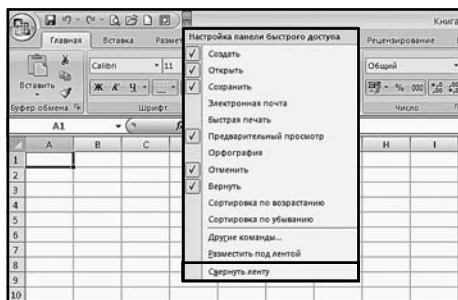 Книга
Главная Вставка Размет Рецензирование
Настройка панели быстрого доступа
Создать
Открыть
Сохранить
Электронная почта
Быстрая печать
Предварительный просмотр
Орфография
Отменить
Вернуть
Сортировка по возрастанию
Сортировка по убыванию
Другие команды...
Разместить под лентой
Свернуть ленту
Вставить
Calibri 11
Ж К Ч
Общий
% 000
Буфер обмена Шрифт Число
A1
A B C H I
1
2
3
4
5
6
7
8
9
10